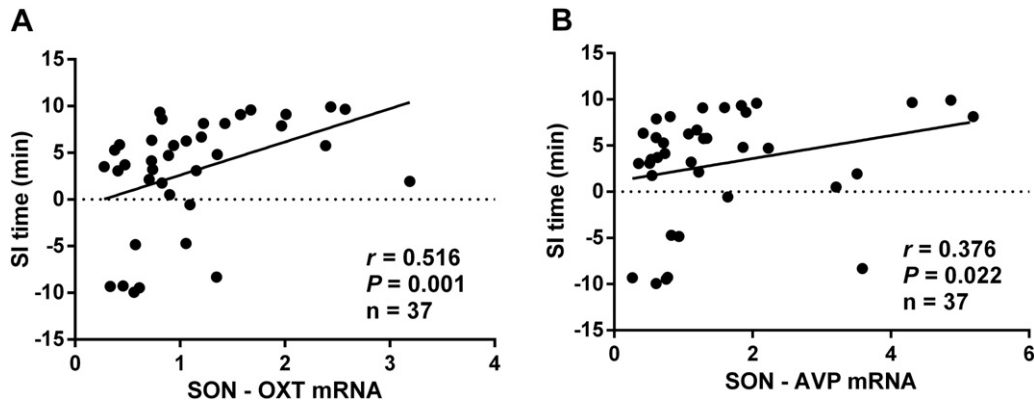 A
SI time (min)
15
10
5
0
-5
-10
-15
r = 0.516
P = 0.001
n = 37
0
1
2
3
4
SON - OXT mRNA
B
SI time (min)
15
10
5
0
-5
-10
-15
r = 0.376
P = 0.022
n = 37
0
2
4
6
SON - AVP mRNA